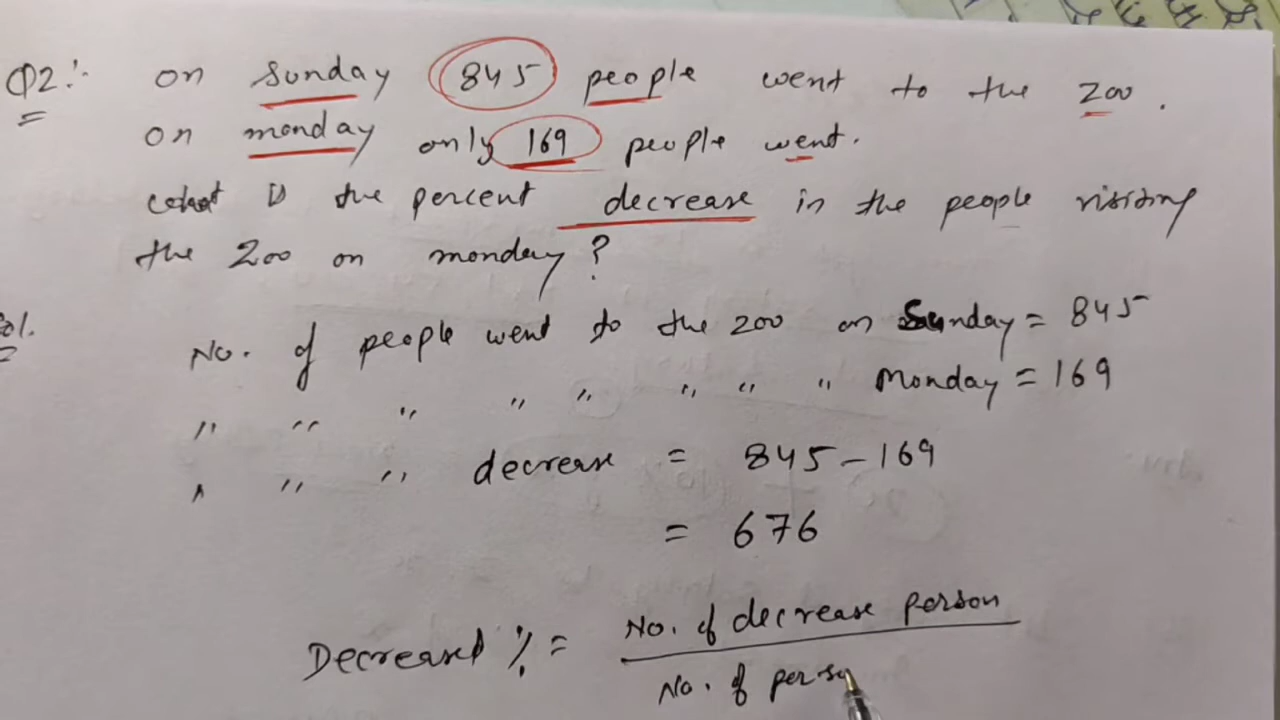 Q2:- on Sunday 845 people went to the zoo.
on monday only 169 people went.
what is the percent decrease in the people visiting
the zoo on monday?
Sol.
No. of people went to the zoo on Sunday = 845
" " " " " " " " Monday = 169
" " " decrease = 845 - 169
= 676
Decreased % = No. of decrease person
No. of perso